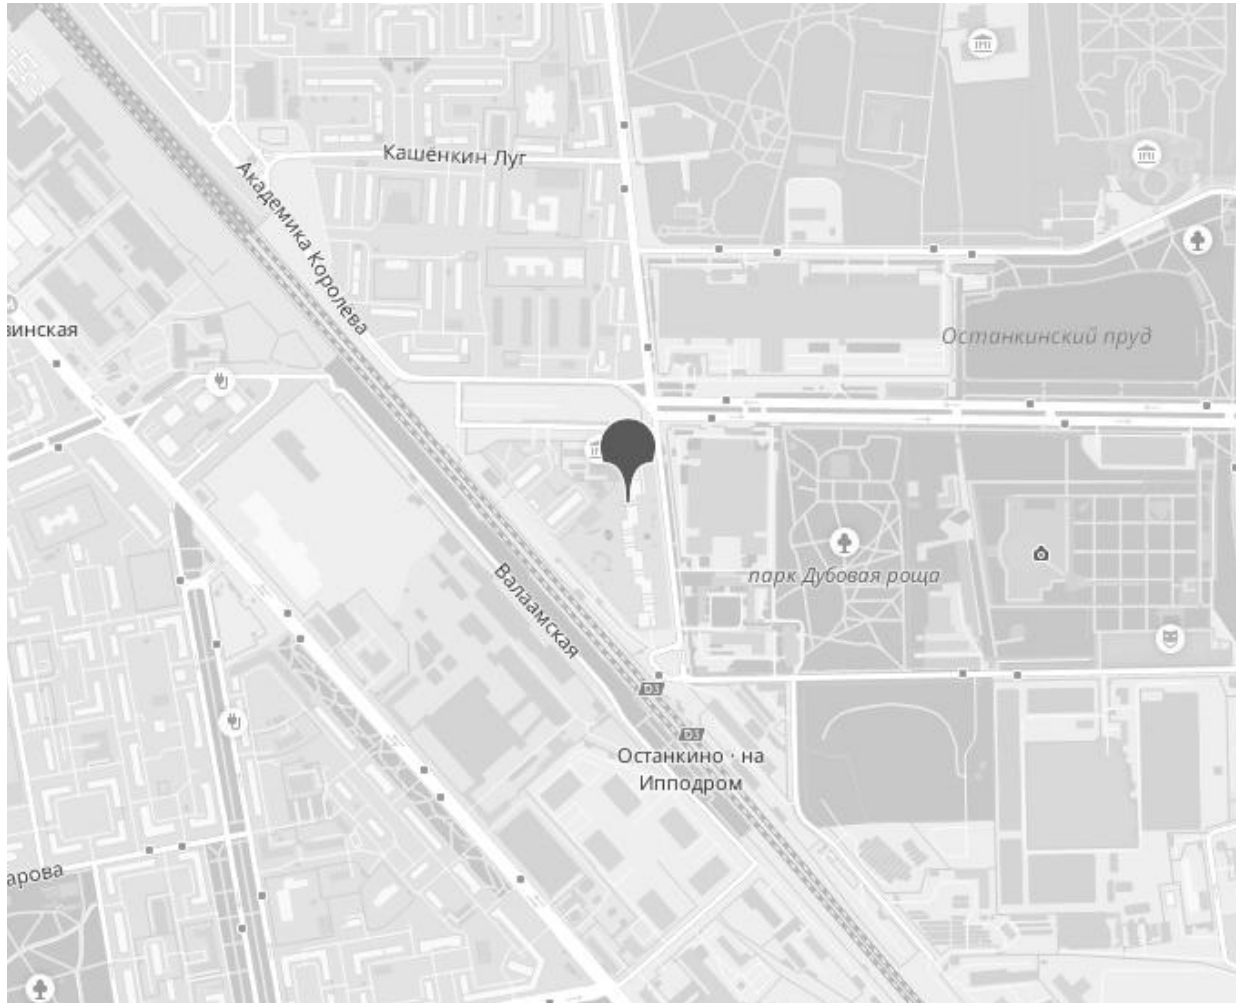 Кашёнкин Луг
Академика Королёва
винская
Останкинский пруд
парк Дубовая роща
Валаамская
D3
D3
Останкино · на
Ипподром
арова